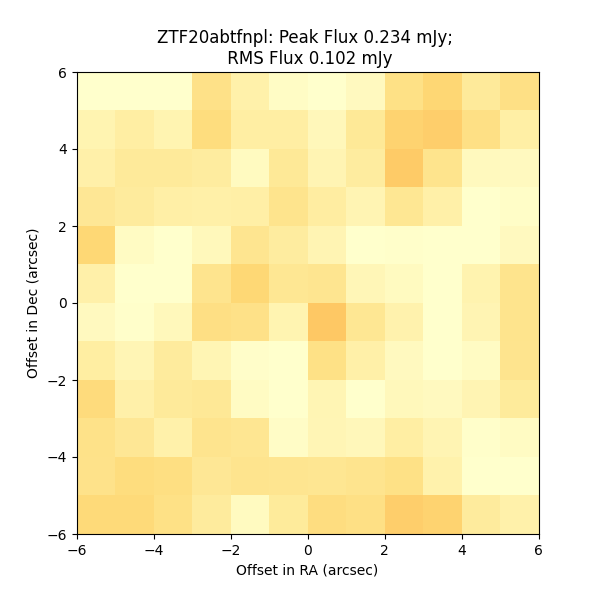 ZTF20abtfnpl: Peak Flux 0.234 mJy;
RMS Flux 0.102 mJy
6
4
2
0
−2
−4
−6
Offset in Dec (arcsec)
−6 −4 −2 0 2 4 6
Offset in RA (arcsec)